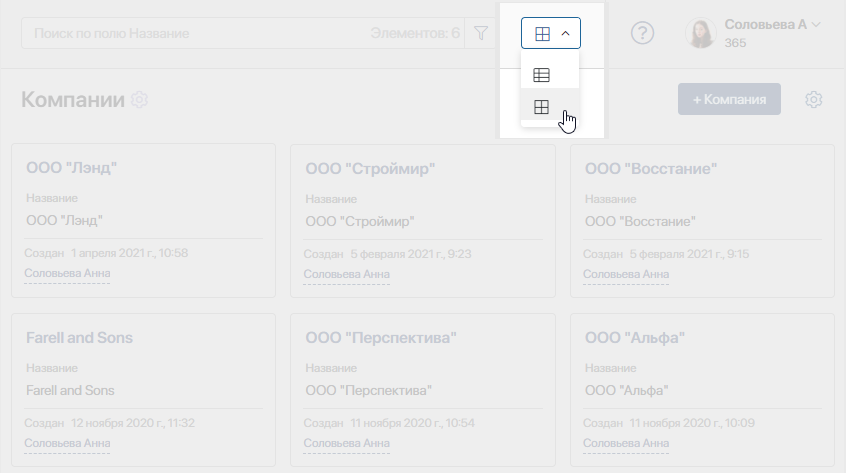 Поиск по полю Название
Элементов: 6
Соловьева А
365
Компании
+ Компания
ООО "Лэнд"
Название
ООО "Лэнд"
Создан 1 апреля 2021 г., 10:58
Соловьева Анна
ООО "Строймир"
Название
ООО "Строймир"
Создан 5 февраля 2021 г., 9:23
Соловьева Анна
ООО "Восстание"
Название
ООО "Восстание"
Создан 5 февраля 2021 г., 9:15
Соловьева Анна
Farell and Sons
Название
Farell and Sons
Создан 12 ноября 2020 г., 11:32
Соловьева Анна
ООО "Перспектива"
Название
ООО "Перспектива"
Создан 11 ноября 2020 г., 10:54
Соловьева Анна
ООО "Альфа"
Название
ООО "Альфа"
Создан 11 ноября 2020 г., 10:09
Соловьева Анна